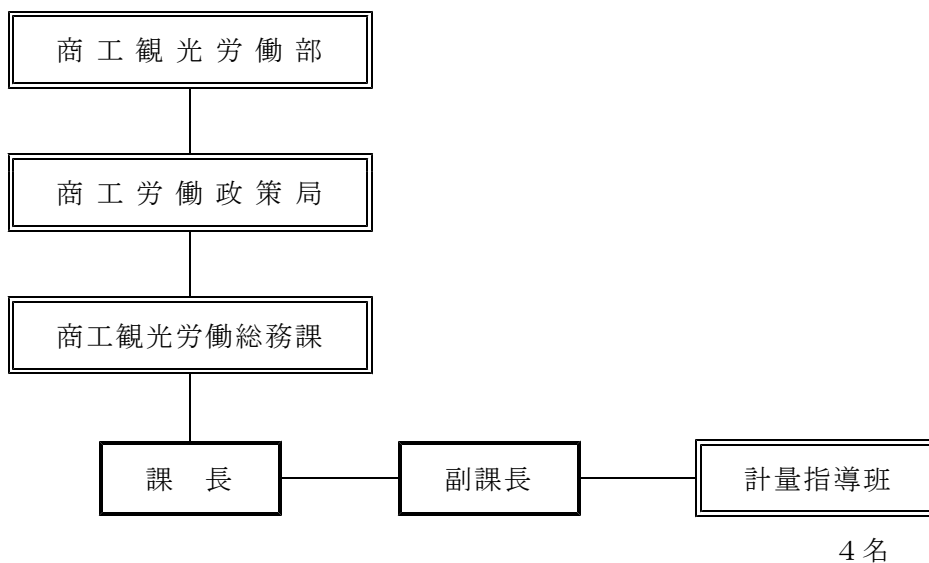 商工観光労働部
商工労働政策局
商工観光労働総務課
課　長
副課長
計量指導班
４名